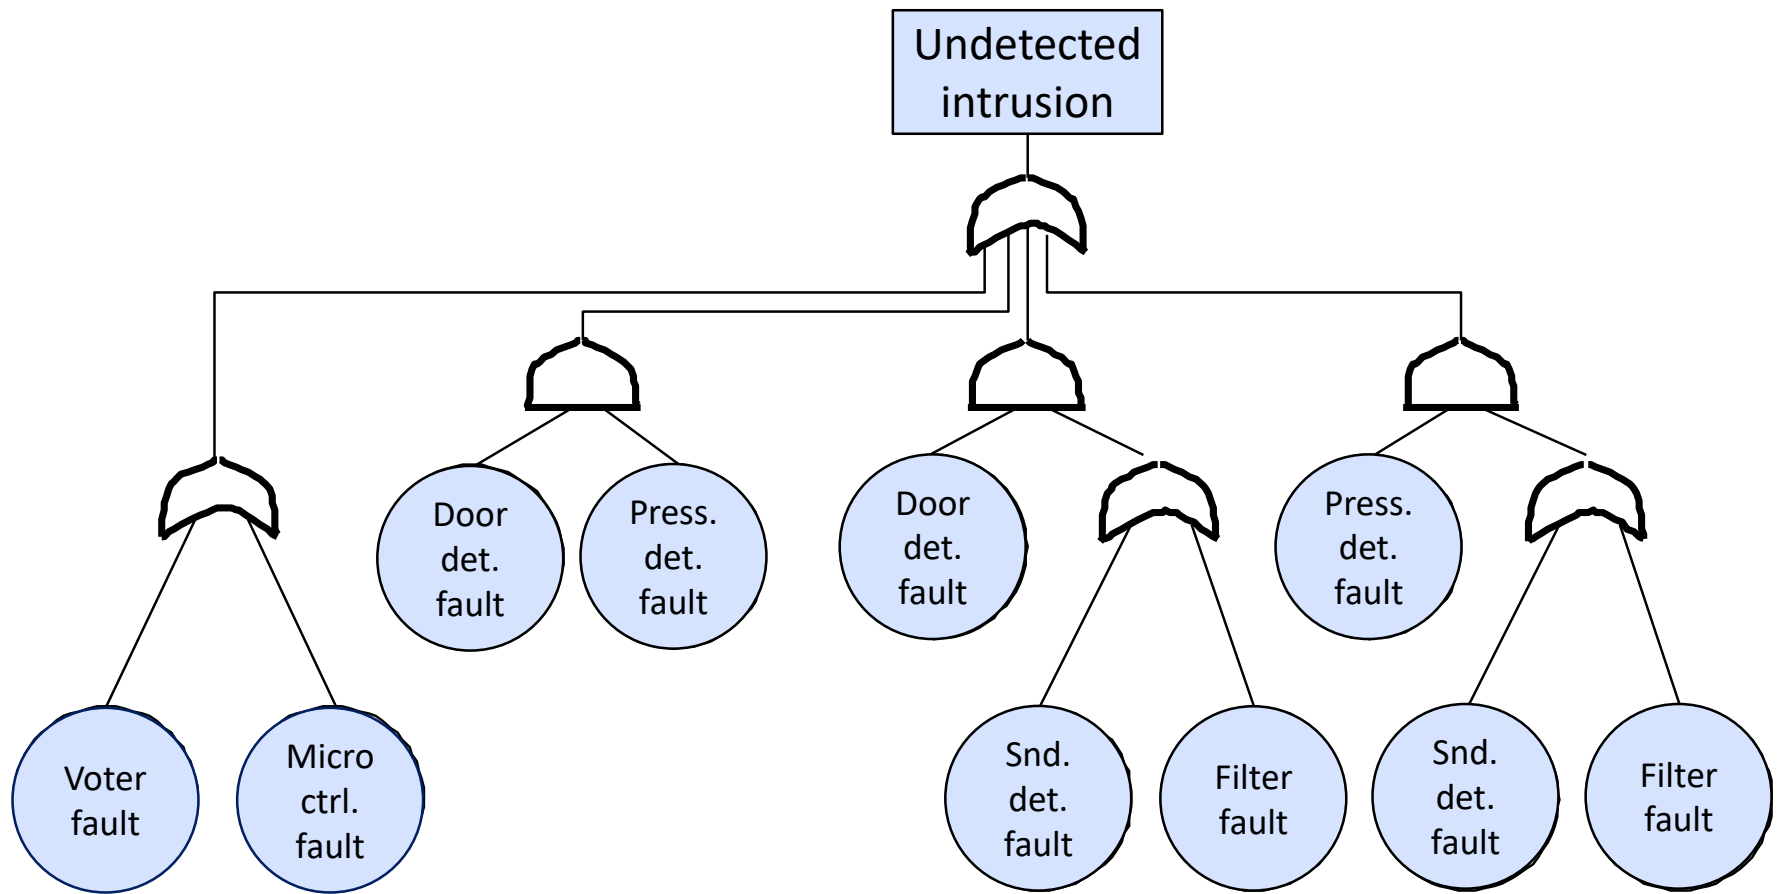 Undetected
intrusion
Door
det.
fault
Press.
det.
fault
Door
det.
fault
Press.
det.
fault
Voter
fault
Micro
ctrl.
fault
Snd.
det.
fault
Filter
fault
Snd.
det.
fault
Filter
fault